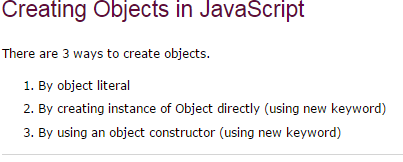 Creating Objects in JavaScript
There are 3 ways to create objects.
1. By object literal
2. By creating instance of Object directly (using new keyword)
3. By using an object constructor (using new keyword)